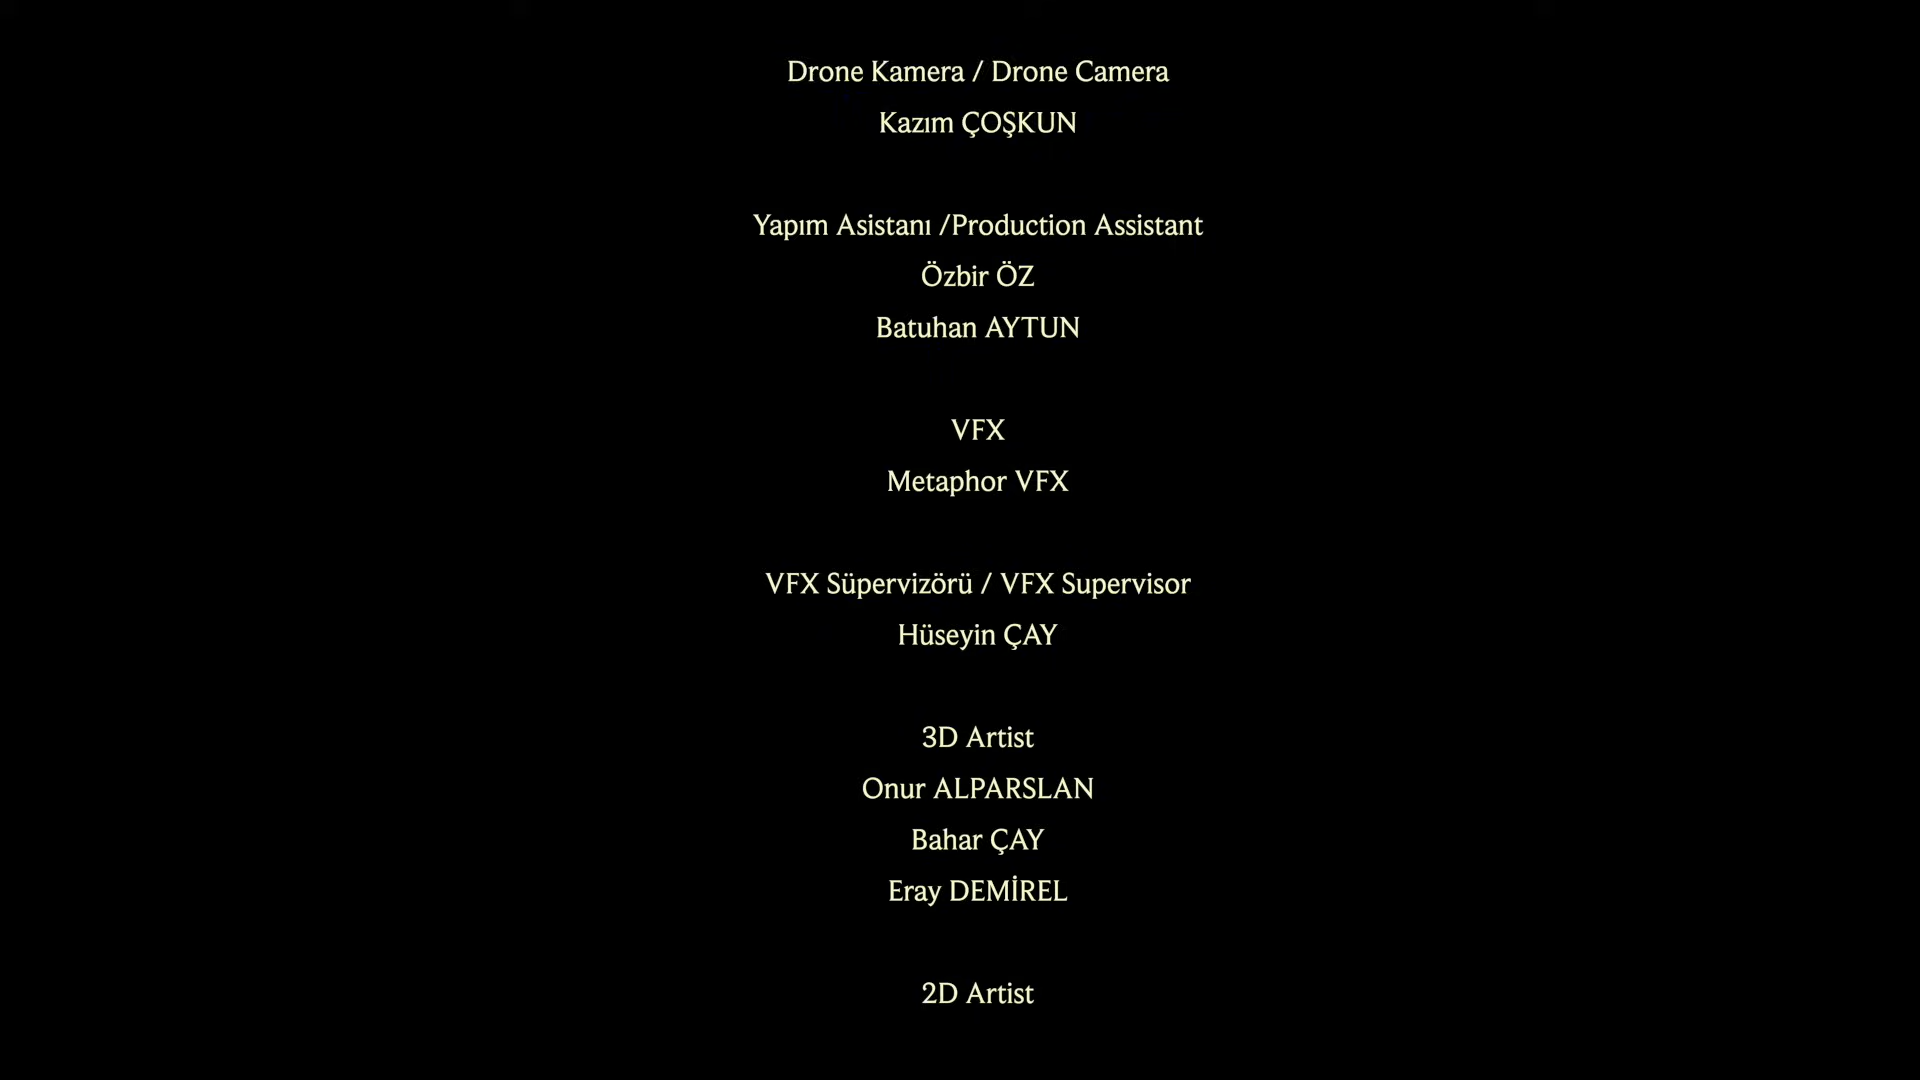 Drone Kamera / Drone Camera
Kazım ÇOŞKUN
Yapım Asistanı /Production Assistant
Özbir ÖZ
Batuhan AYTUN
VFX
Metaphor VFX
VFX Süpervizörü / VFX Supervisor
Hüseyin ÇAY
3D Artist
Onur ALPARSLAN
Bahar ÇAY
Eray DEMİREL
2D Artist